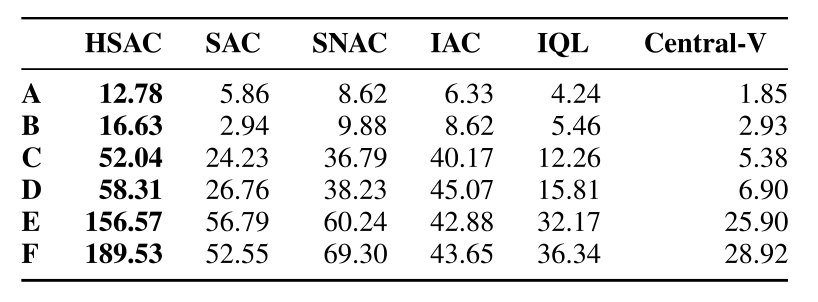 HSAC SAC SNAC IAC IQL Central-V
A 12.78 5.86 8.62 6.33 4.24 1.85
B 16.63 2.94 9.88 8.62 5.46 2.93
C 52.04 24.23 36.79 40.17 12.26 5.38
D 58.31 26.76 38.23 45.07 15.81 6.90
E 156.57 56.79 60.24 42.88 32.17 25.90
F 189.53 52.55 69.30 43.65 36.34 28.92